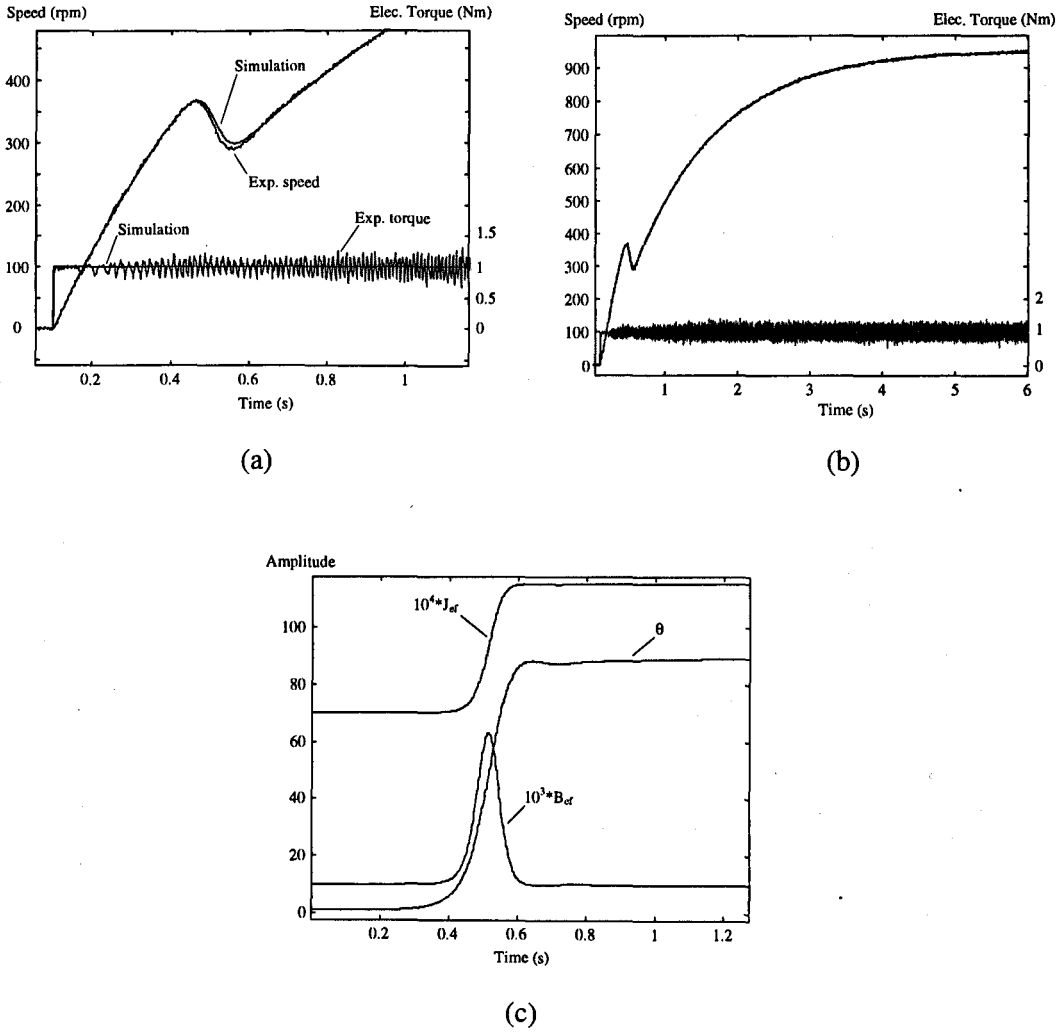 Speed (rpm) Elec. Torque (Nm)
400
300
200
100
0
Simulation
Exp. speed
Simulation
Exp. torque
1.5
1
0.5
0
0.2 0.4 0.6 0.8 1
Time (s)
(a)
Speed (rpm) Elec. Torque (Nm)
900
800
700
600
500
400
300
200
100
0
2
1
0
1 2 3 4 5 6
Time (s)
(b)
Amplitude
100
80
60
40
20
0
10⁴*J_ef
θ
10³*B_ef
0.2 0.4 0.6 0.8 1 1.2
Time (s)
(c)